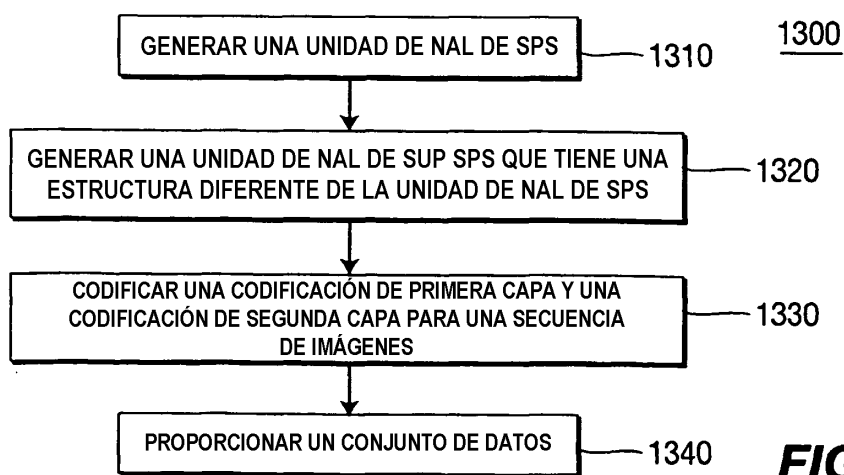 GENERAR UNA UNIDAD DE NAL DE SPS
1310
1300
GENERAR UNA UNIDAD DE NAL DE SUP SPS QUE TIENE UNA
ESTRUCTURA DIFERENTE DE LA UNIDAD DE NAL DE SPS
1320
CODIFICAR UNA CODIFICACIÓN DE PRIMERA CAPA Y UNA
CODIFICACIÓN DE SEGUNDA CAPA PARA UNA SECUENCIA
DE IMÁGENES
1330
PROPORCIONAR UN CONJUNTO DE DATOS
1340
FIG